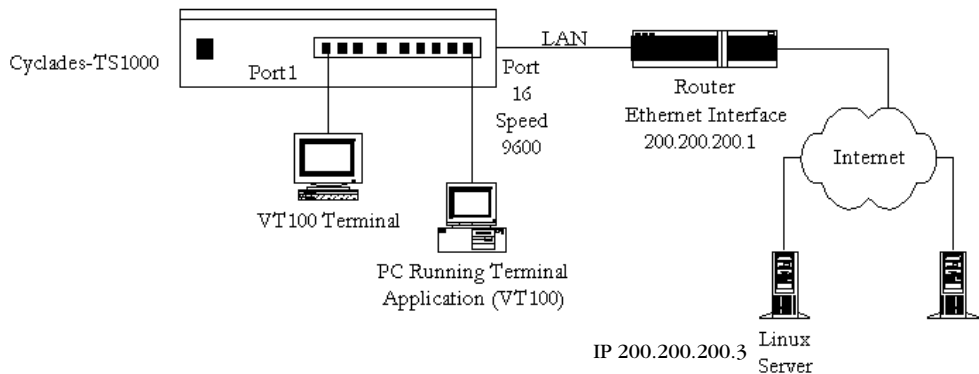 Cyclades-TS1000
Port1
Port
16
Speed
9600
LAN
Router
Ethernet Interface
200.200.200.1
Internet
VT100 Terminal
PC Running Terminal
Application (VT100)
IP 200.200.200.3
Linux
Server